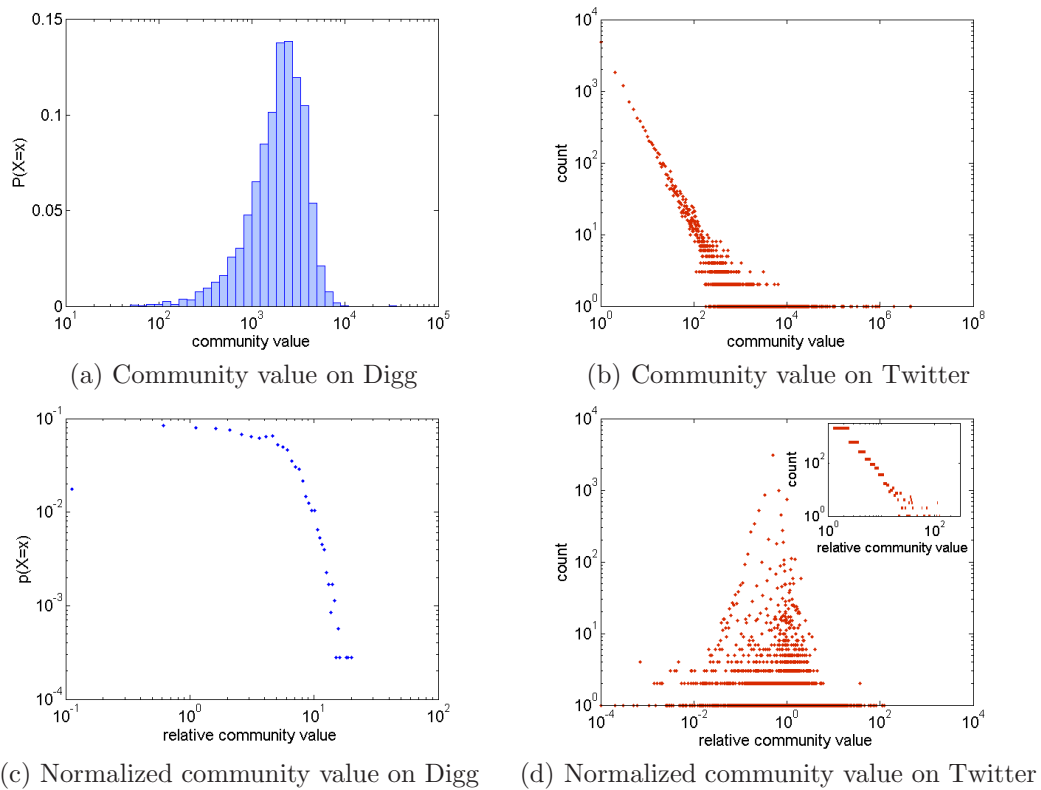 0.15
0.1
0.05
0
P(X=x)
10^1 10^2 10^3 10^4 10^5
community value
(a) Community value on Digg
10^4
10^3
10^2
10^1
10^0
count
10^0 10^2 10^4 10^6 10^8
community value
(b) Community value on Twitter
10^-1
10^-2
10^-3
10^-4
p(X=x)
10^-1 10^0 10^1 10^2
relative community value
(c) Normalized community value on Digg
10^4
10^3
10^2
10^1
10^0
count
10^-4 10^-2 10^0 10^2 10^4
relative community value
10^2
10^0
count
10^0 10^1 10^2
relative community value
(d) Normalized community value on Twitter